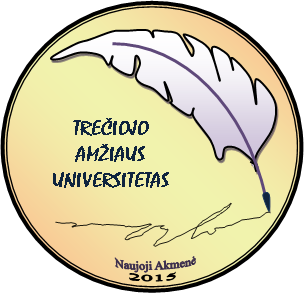 TREČIOJO
AMŽIAUS
UNIVERSITETAS
Naujoji Akmenė
2015